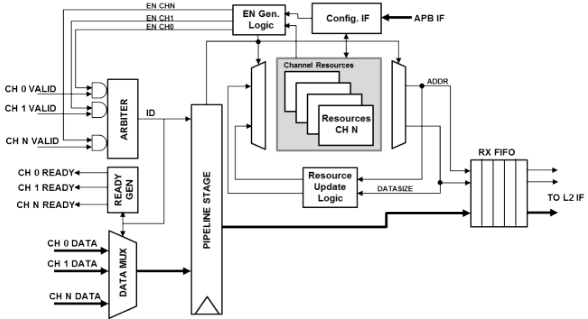 EN CHN
EN CH1
EN CH0
EN Gen.
Logic
Config. IF
APB IF
CH 0 VALID
CH 1 VALID
CH N VALID
ARBITER
ID
Channel Resources
Resources
CH N
ADDR
RX FIFO
CH 0 READY
CH 1 READY
CH N READY
READY
GEN
PIPELINE STAGE
Resource
Update
Logic
DATASIZE
TO L2 IF
CH 0 DATA
CH 1 DATA
CH N DATA
DATA MUX